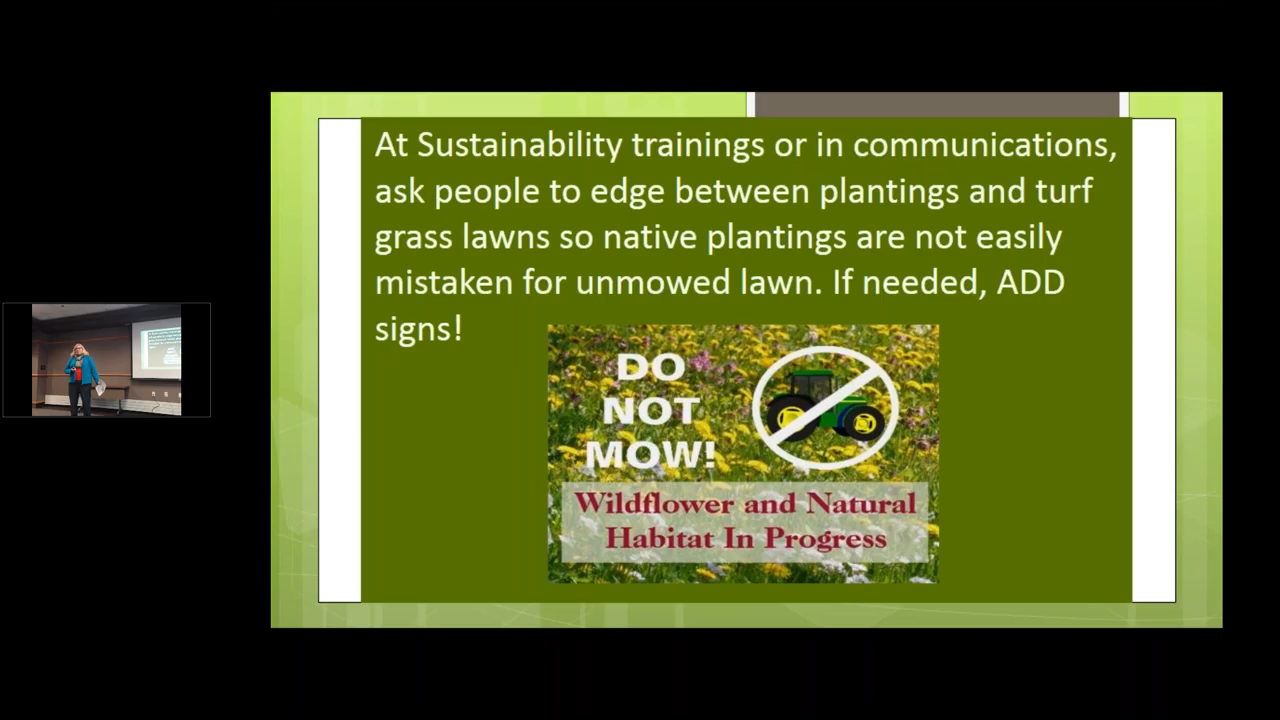 At Sustainability trainings or in communications,
ask people to edge between plantings and turf
grass lawns so native plantings are not easily
mistaken for unmowed lawn. If needed, ADD
signs!
DO
NOT
MOW!
Wildflower and Natural
Habitat In Progress